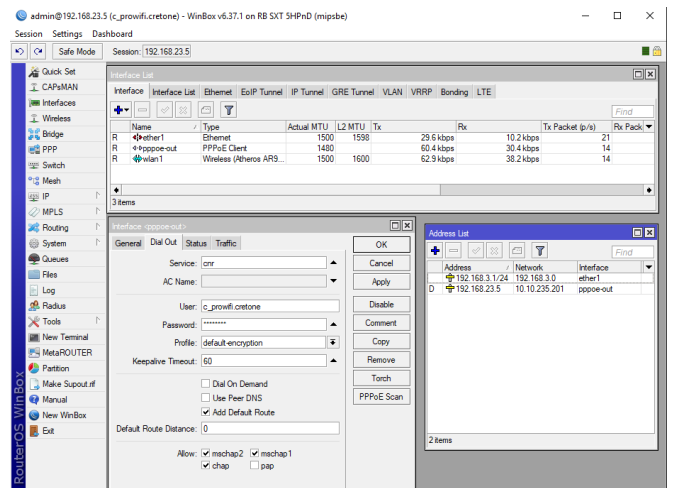 admin@192.168.23.5 (c_prowifi.cretone) - WinBox v6.37.1 on RB SXT 5HPnD (mipsbe)
Session Settings Dashboard
Safe Mode Session: 192.168.23.5
Quick Set
CAPsMAN
Interfaces
Wireless
Bridge
PPP
Switch
Mesh
IP
MPLS
Routing
System
Queues
Files
Log
Radius
Tools
New Terminal
MetaROUTER
Partition
Make Supout.rif
Manual
New WinBox
Exit
RouterOS WinBox
Interface List
Interface Interface List Ethernet EoIP Tunnel IP Tunnel GRE Tunnel VLAN VRRP Bonding LTE
Find
Name Type Actual MTU L2 MTU Tx Rx Tx Packet (p/s) Rx Pack
R ether1 Ethernet 1500 1598 29.6 kbps 10.2 kbps 21
R pppoe-out PPPoE Client 1480 60.4 kbps 30.4 kbps 14
R wlan1 Wireless (Atheros AR9... 1500 1600 62.9 kbps 38.2 kbps 14
3 items
Interface <pppoe-out>
General Dial Out Status Traffic
Service: cnr
AC Name:
User: c_prowifi.cretone
Password: ********
Profile: default-encryption
Keepalive Timeout: 60
Dial On Demand
Use Peer DNS
Add Default Route
Default Route Distance: 0
Allow: mschap2 mschap1
chap pap
OK
Cancel
Apply
Disable
Comment
Copy
Remove
Torch
PPPoE Scan
Address List
Find
Address Network Interface
192.168.3.1/24 192.168.3.0 ether1
D 192.168.23.5 10.10.235.201 pppoe-out
2 items